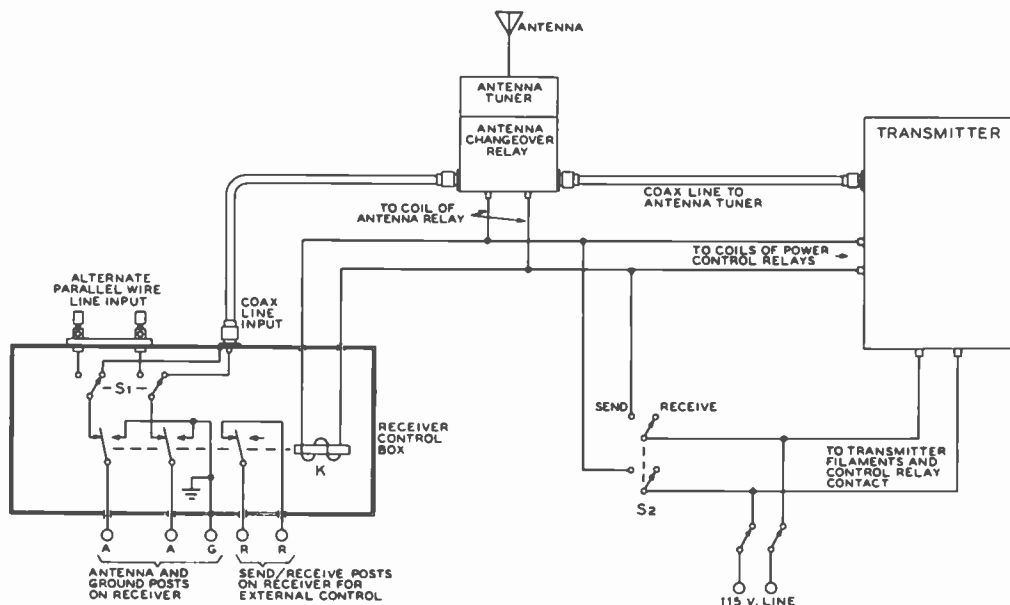 ANTENNA
ANTENNA
TUNER
ANTENNA
CHANGEOVER
RELAY
TRANSMITTER
COAX LINE TO
ANTENNA TUNER
TO COIL OF
ANTENNA RELAY
TO COILS OF POWER
CONTROL RELAYS
ALTERNATE
PARALLEL WIRE
LINE INPUT
COAX
LINE
INPUT
S1
SEND
RECEIVE
RECEIVER
CONTROL
BOX
K
TO TRANSMITTER
FILAMENTS AND
CONTROL RELAY
CONTACT
S2
A A G R R
ANTENNA AND
GROUND POSTS
ON RECEIVER
SEND/RECEIVE POSTS
ON RECEIVER FOR
EXTERNAL CONTROL
115 V. LINE